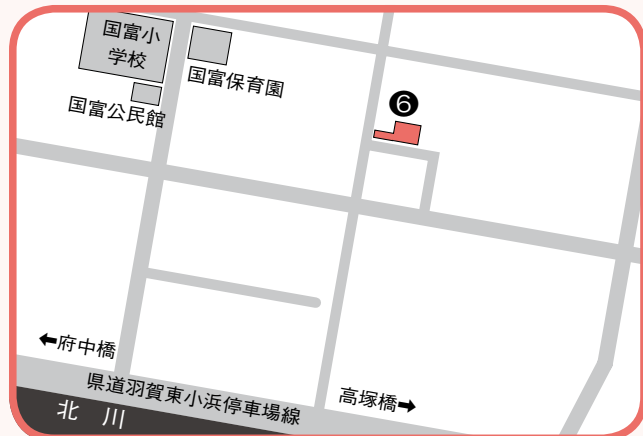 国富小
学校
国富保育園
国富公民館
❻
←府中橋
県道羽賀東小浜停車場線
高塚橋→
北 川